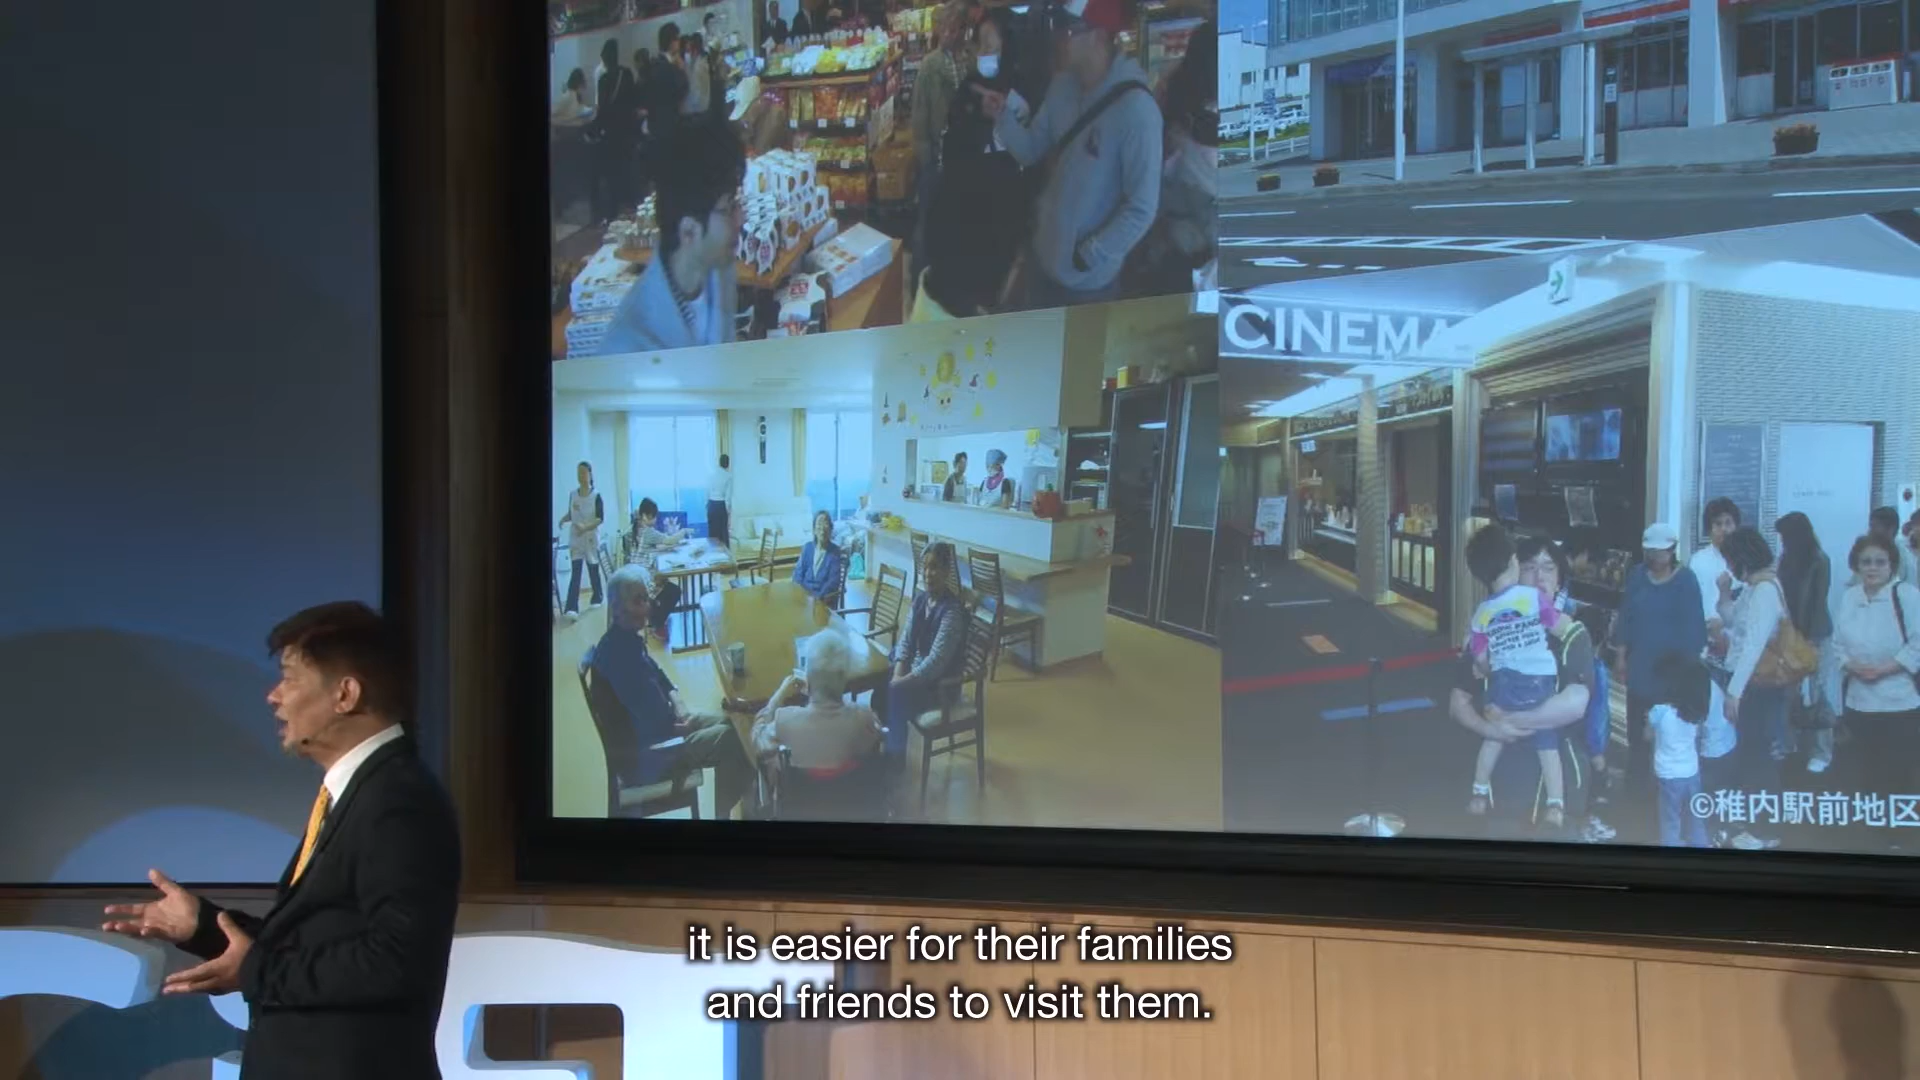 CINEMA
©稚内駅前地区
it is easier for their families
and friends to visit them.